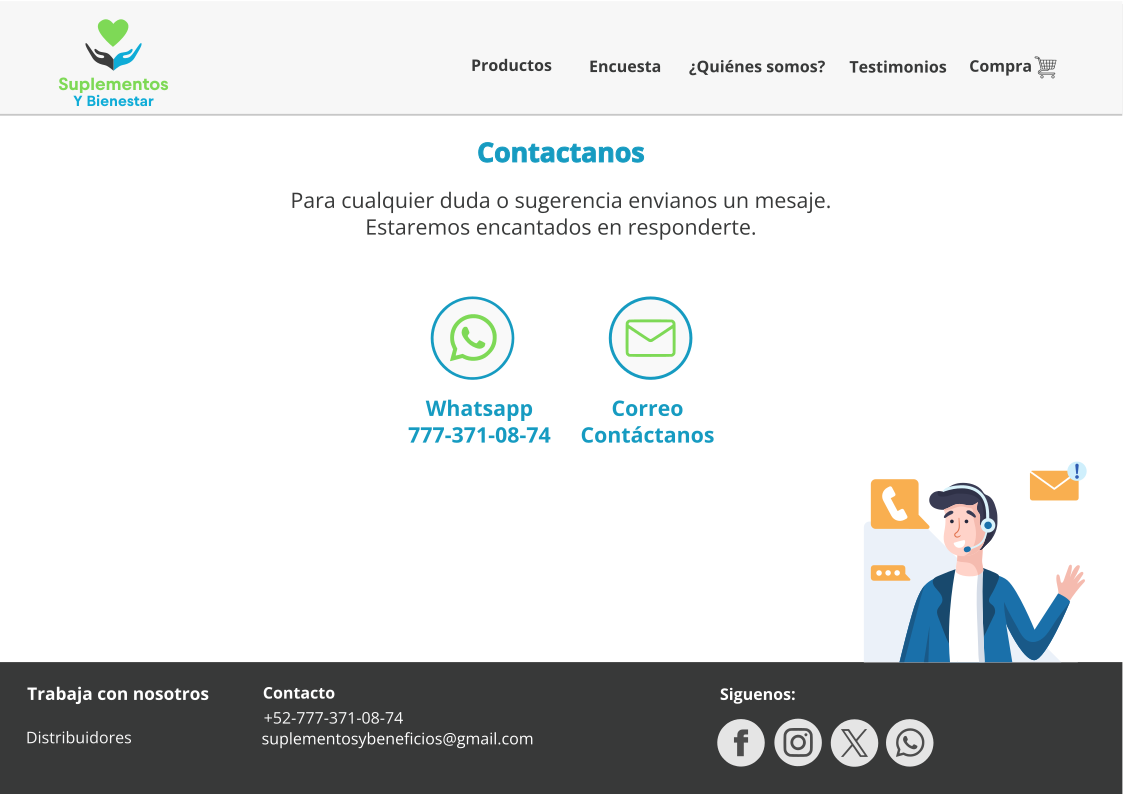 Suplementos
Y Bienestar
Productos
Encuesta
¿Quiénes somos?
Testimonios
Compra
Contactanos
Para cualquier duda o sugerencia envianos un mesaje.
Estaremos encantados en responderte.
Whatsapp
777-371-08-74
Correo
Contáctanos
!
Trabaja con nosotros
Distribuidores
Contacto
+52-777-371-08-74
suplementosybeneficios@gmail.com
Siguenos: